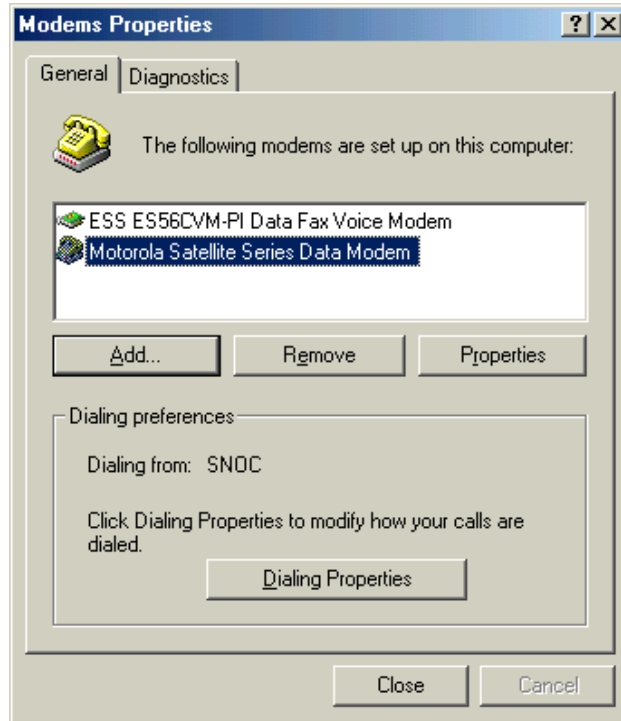 Modems Properties
General
Diagnostics
The following modems are set up on this computer:
ESS ES56CVM-PI Data Fax Voice Modem
Motorola Satellite Series Data Modem
Add...
Remove
Properties
Dialing preferences
Dialing from: SNOC
Click Dialing Properties to modify how your calls are
dialed.
Dialing Properties
Close
Cancel